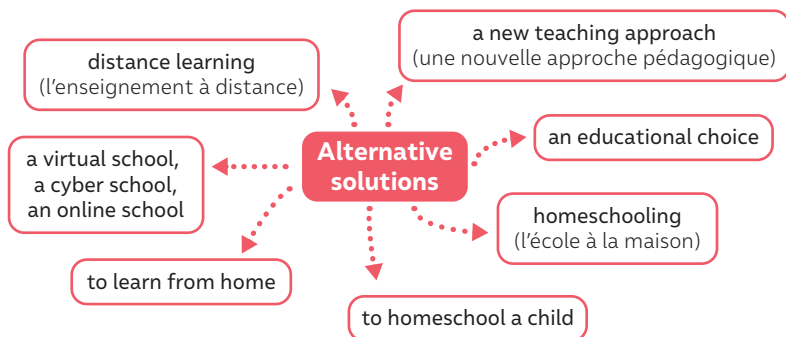 a new teaching approach
(une nouvelle approche pédagogique)
distance learning
(l'enseignement à distance)
Alternative
solutions
an educational choice
a virtual school,
a cyber school,
an online school
homeschooling
(l'école à la maison)
to learn from home
to homeschool a child